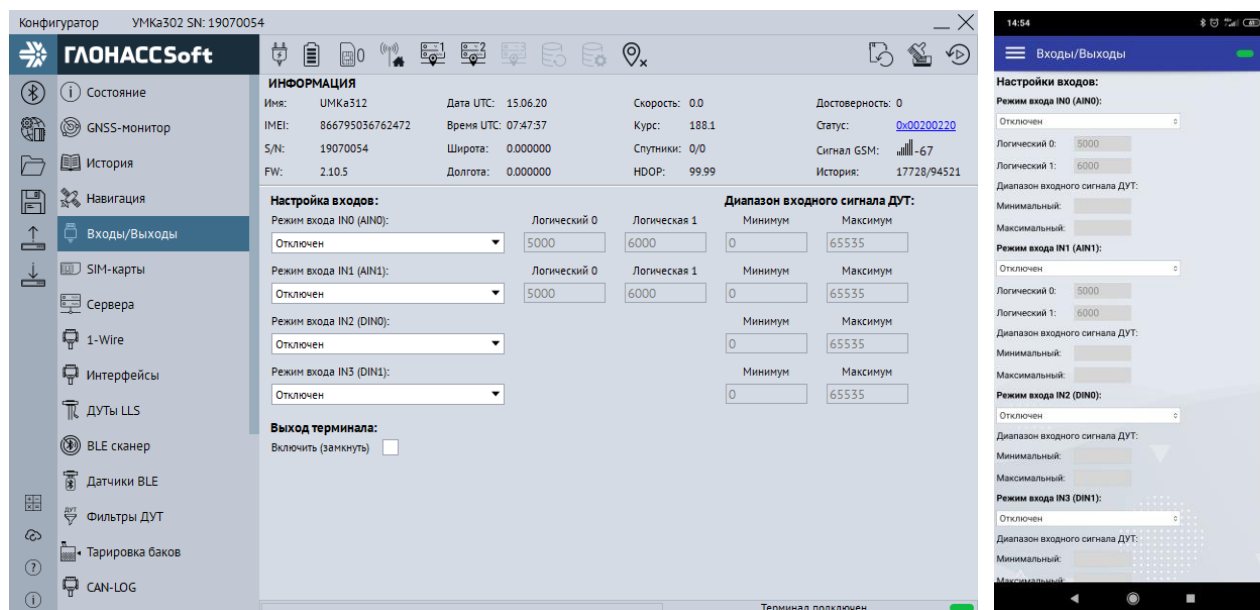 Конфигуратор УМКа302 SN: 19070054
ГЛОНАССSoft
0
1
2
x
Состояние
GNSS-монитор
История
Навигация
Входы/Выходы
SIM-карты
Сервера
1-Wire
Интерфейсы
ДУТы LLS
BLE сканер
Датчики BLE
Фильтры ДУТ
Тарировка баков
CAN-LOG
ИНФОРМАЦИЯ
Имя: UMKa312 Дата UTC: 15.06.20 Скорость: 0.0 Достоверность: 0
IMEI: 866795036762472 Время UTC: 07:47:37 Курс: 188.1 Статус: 0x00200220
S/N: 19070054 Широта: 0.000000 Спутники: 0/0 Сигнал GSM: -67
FW: 2.10.5 Долгота: 0.000000 HDOP: 99.99 История: 17728/94521
Настройка входов: Диапазон входного сигнала ДУТ:
Режим входа IN0 (AIN0): Логический 0 Логическая 1 Минимум Максимум
Отключен 5000 6000 0 65535
Режим входа IN1 (AIN1): Логический 0 Логическая 1 Минимум Максимум
Отключен 5000 6000 0 65535
Режим входа IN2 (DIN0): Минимум Максимум
Отключен 0 65535
Режим входа IN3 (DIN1): Минимум Максимум
Отключен 0 65535
Выход терминала:
Включить (замкнуть)
Терминал подключен
14:54
Входы/Выходы
Настройки входов:
Режим входа IN0 (AIN0):
Отключен
Логический 0: 5000
Логический 1: 6000
Диапазон входного сигнала ДУТ:
Минимальный:
Максимальный:
Режим входа IN1 (AIN1):
Отключен
Логический 0: 5000
Логический 1: 6000
Диапазон входного сигнала ДУТ:
Минимальный:
Максимальный:
Режим входа IN2 (DIN0):
Отключен
Диапазон входного сигнала ДУТ:
Минимальный:
Максимальный:
Режим входа IN3 (DIN1):
Отключен
Диапазон входного сигнала ДУТ:
Минимальный:
Максимальный: